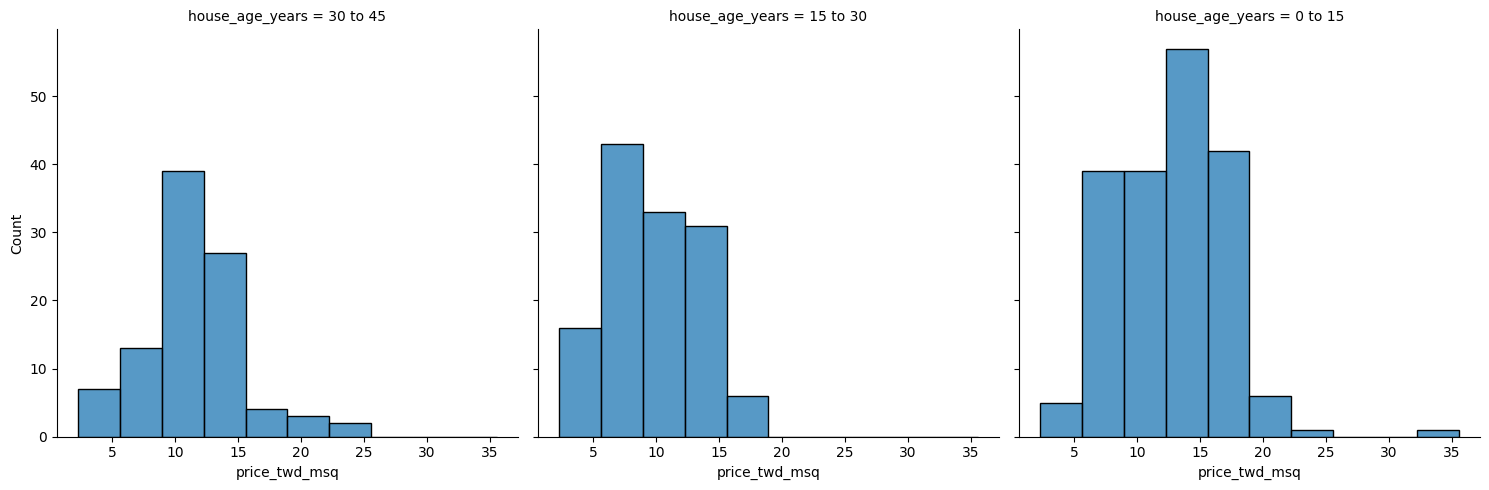 house_age_years = 30 to 45
house_age_years = 15 to 30
house_age_years = 0 to 15
Count
50
40
30
20
10
0
5 10 15 20 25 30 35
5 10 15 20 25 30 35
5 10 15 20 25 30 35
price_twd_msq
price_twd_msq
price_twd_msq